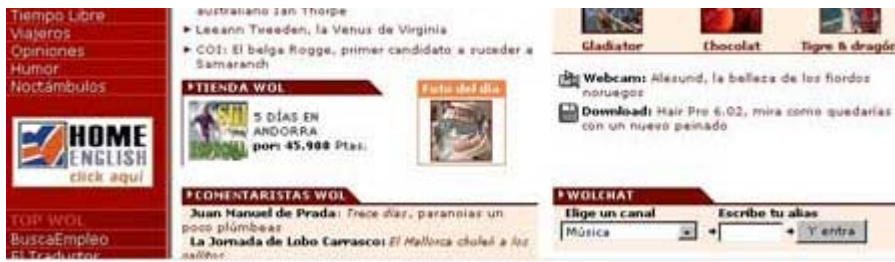 Tiempo Libre
Viajeros
Opiniones
Humor
Noctámbulos
HOME
ENGLISH
click aquí
TOP WOL
BuscaEmpleo
El Traductor
australiano Ian Thorpe
Leeann Tweeden, la Venus de Virginia
COI: El belga Rogge, primer candidato a suceder a
Samaranch
TIENDA WOL
5 DÍAS EN
ANDORRA
por: 45.900 Ptas.
Foto del día
COMENTARISTAS WOL
Juan Manuel de Prada: Trece días, paranoias un
poco plúmbeas
La Jornada de Lobo Carrasco: El Mallorca choleó a los
Gladiator
Chocolat
Tigre & dragón
Webcam: Alesund, la belleza de los fiordos
noruegos
Download: Hair Pro 6.02, mira como quedarías
con un nuevo peinado
WOLCHAT
Elige un canal
Escribe tu alias
Música
Y entra